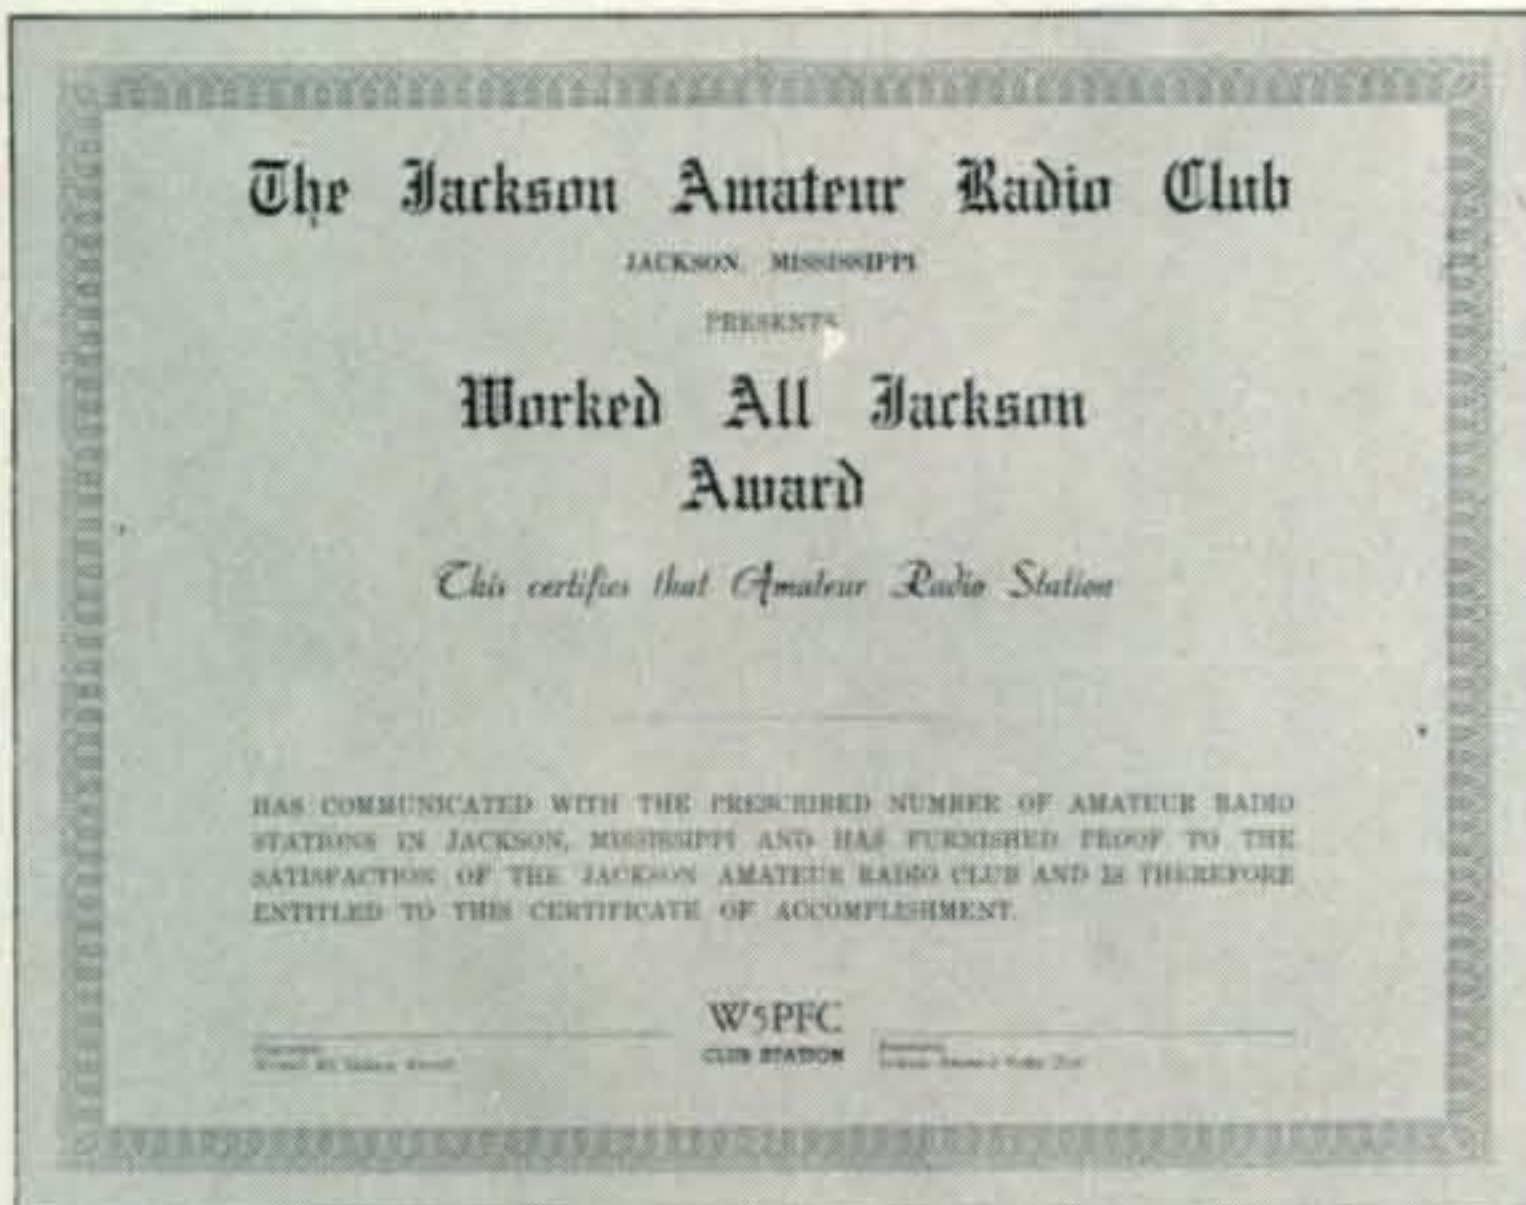 The Jackson Amateur Radio Club
JACKSON, MISSISSIPPI
PRESENTS
Worked All Jackson
Award
This certifies that Amateur Radio Station
HAS COMMUNICATED WITH THE PRESCRIBED NUMBER OF AMATEUR RADIO
STATIONS IN JACKSON, MISSISSIPPI AND HAS FURNISHED PROOF TO THE
SATISFACTION OF THE JACKSON AMATEUR RADIO CLUB AND IS THEREFORE
ENTITLED TO THIS CERTIFICATE OF ACCOMPLISHMENT.
W5PFC
CLUB STATION